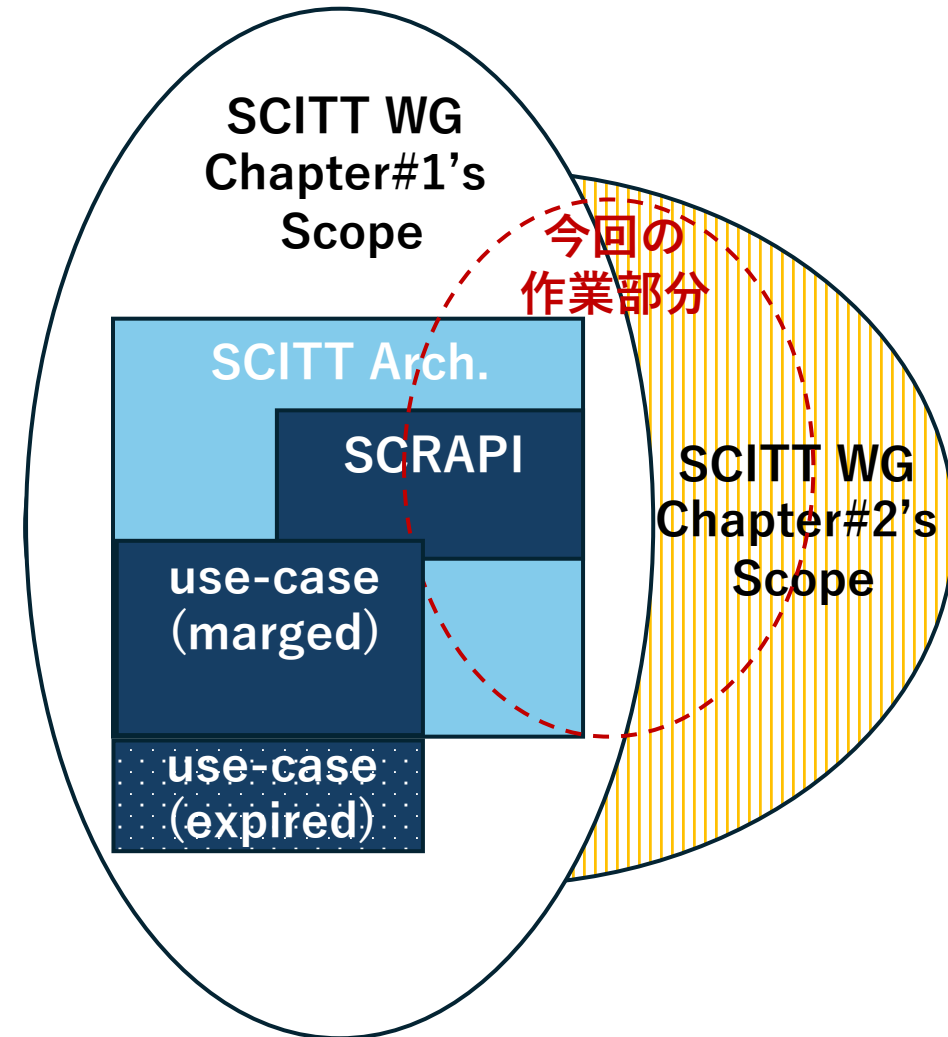 SCITT WG
Chapter#1’s
Scope
今回の
作業部分
SCITT Arch.
SCRAPI
SCITT WG
Chapter#2’s
Scope
use-case
(marged)
use-case
(expired)